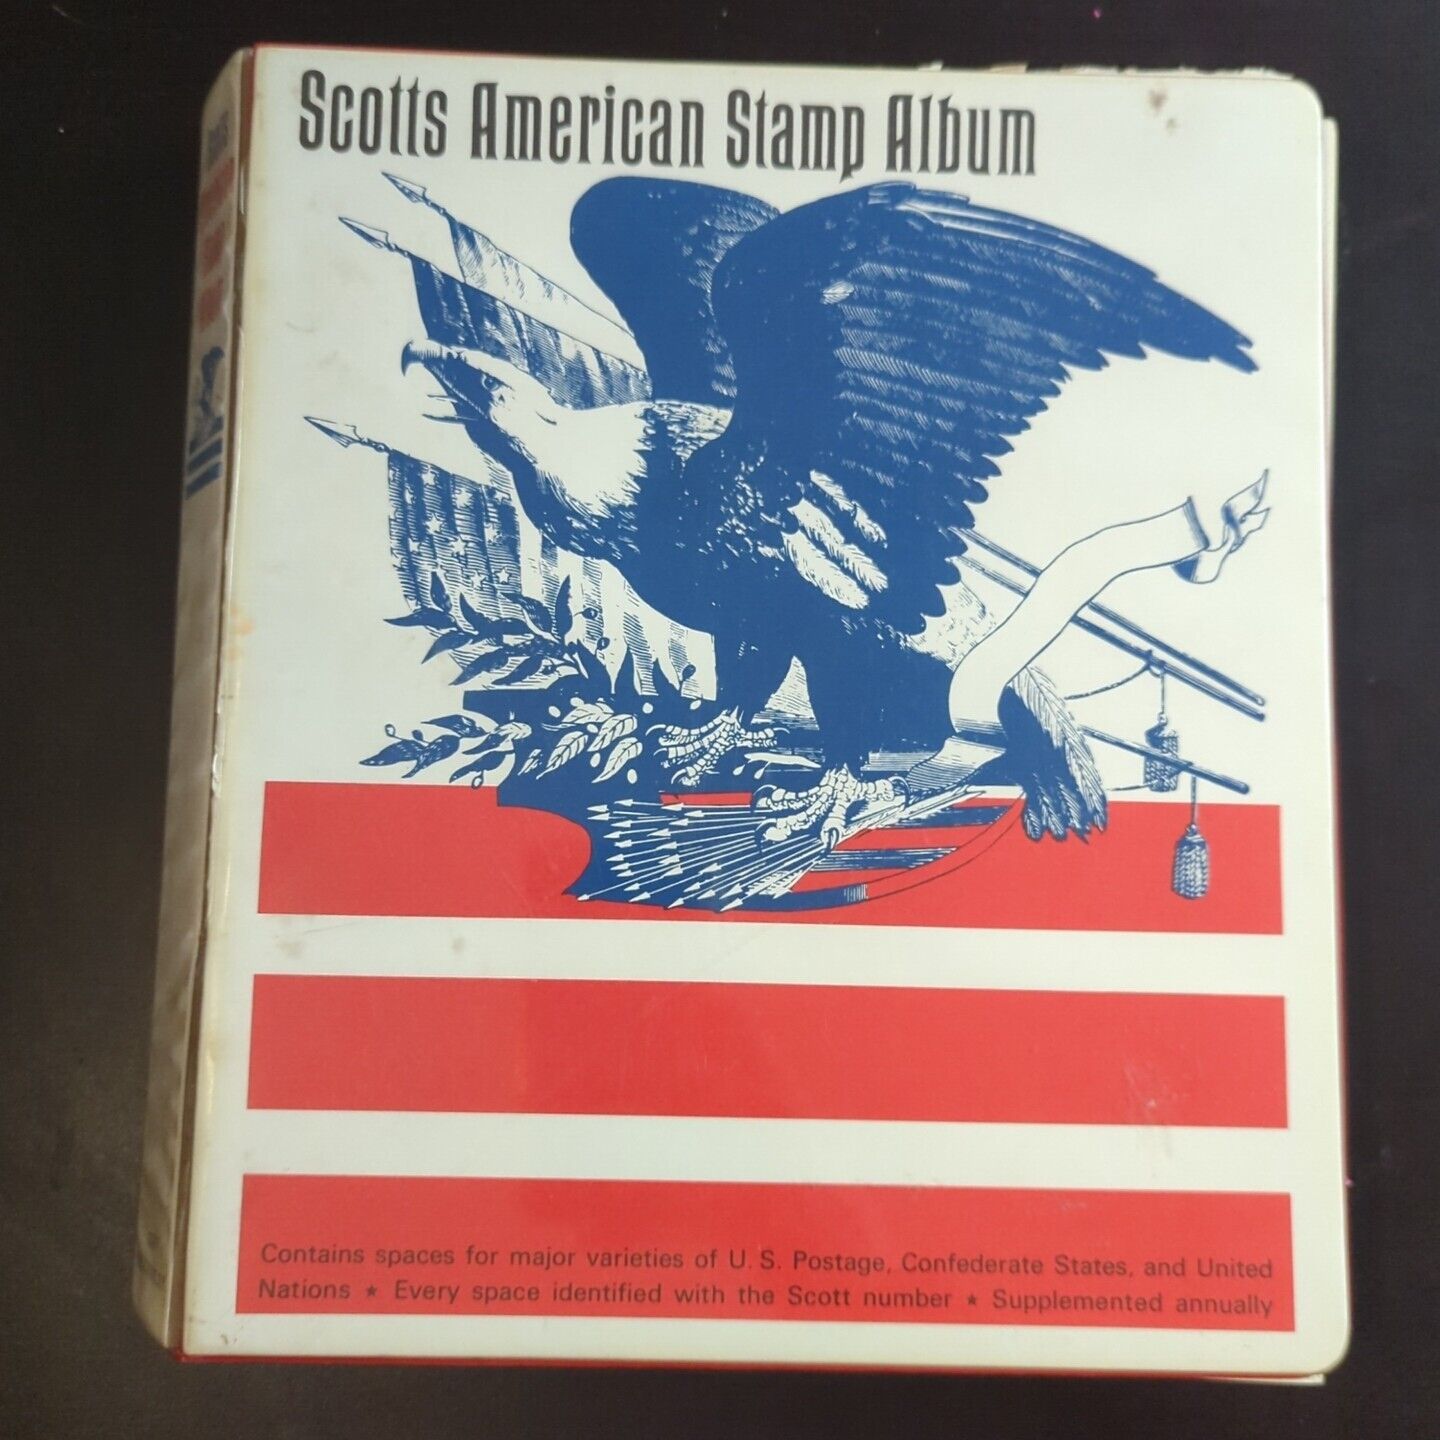 Scotts American Stamp Album
Contains spaces for major varieties of U. S. Postage, Confederate States, and United
Nations ★ Every space identified with the Scott number ★ Supplemented annually